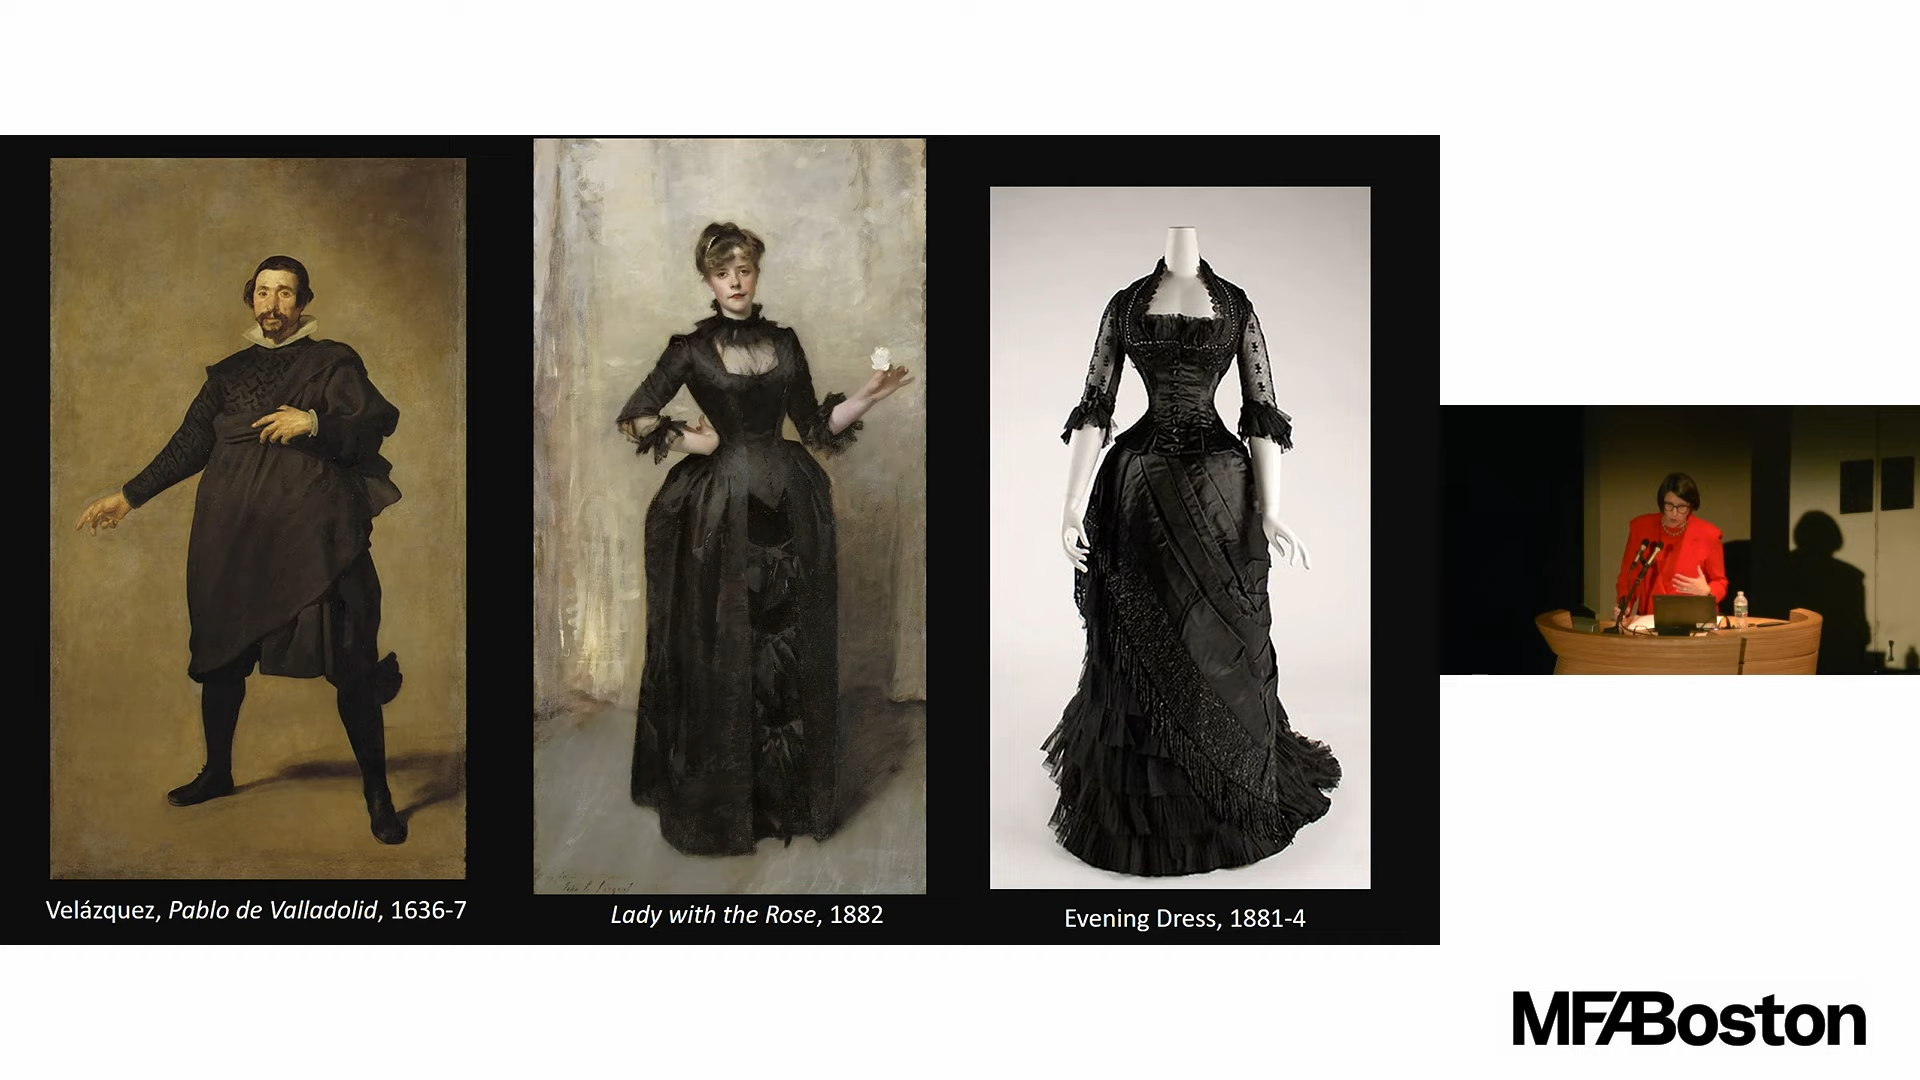 Velázquez, Pablo de Valladolid, 1636-7
Lady with the Rose, 1882
Evening Dress, 1881-4
MFABoston